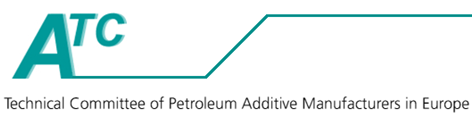 ATC
Technical Committee of Petroleum Additive Manufacturers in Europe